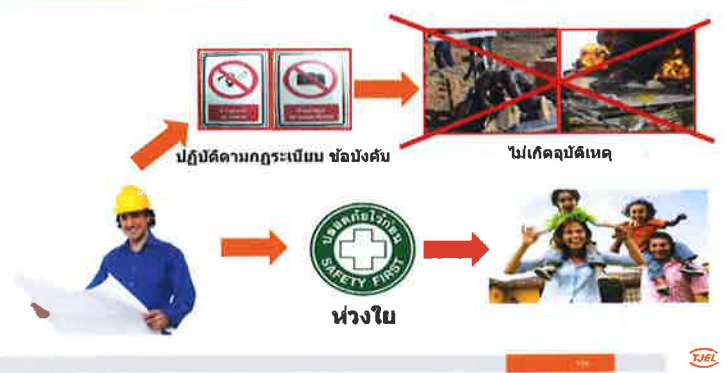 ปฏิบัติตามกฎระเบียบ ข้อบังคับ
ไม่เกิดอุบัติเหตุ
ปลอดภัยไว้ก่อน
SAFETY FIRST
ห่วงใย
TJEL